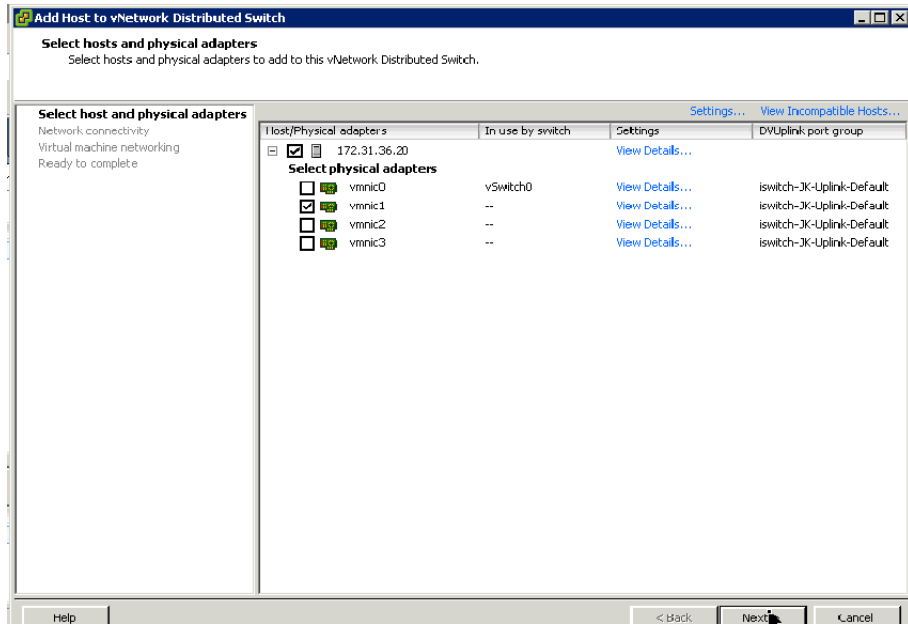 Add Host to vNetwork Distributed Switch
Select hosts and physical adapters
Select hosts and physical adapters to add to this vNetwork Distributed Switch.
Settings... View Incompatible Hosts...
Select host and physical adapters
Network connectivity
Virtual machine networking
Ready to complete
Host/Physical adapters In use by switch Settings DVUplink port group
172.31.36.20 View Details...
Select physical adapters
vmnic0 vSwitch0 View Details... iswitch-JK-Uplink-Default
vmnic1 -- View Details... iswitch-JK-Uplink-Default
vmnic2 -- View Details... iswitch-JK-Uplink-Default
vmnic3 -- View Details... iswitch-JK-Uplink-Default
Help < Back Next Cancel